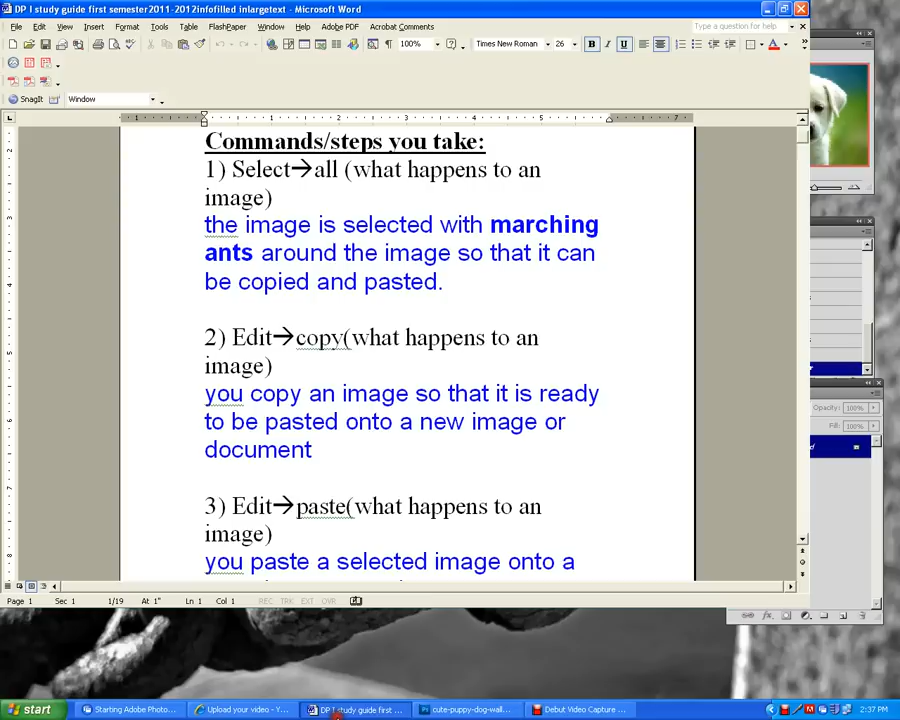 DP I study guide first semester2011-2012infofilled inlargetext - Microsoft Word
File Edit View Insert Format Tools Table FlashPaper Window Help Adobe PDF Acrobat Comments
Type a question for help
100% Times New Roman 26 B I U
SnagIt Window
Commands/steps you take:
1) Select→all (what happens to an
image)
the image is selected with marching
ants around the image so that it can
be copied and pasted.
2) Edit→copy(what happens to an
image)
you copy an image so that it is ready
to be pasted onto a new image or
document
3) Edit→paste(what happens to an
image)
you paste a selected image onto a
Opacity: 100%
Fill: 100%
Page 1 Sec 1 1/19 At 1" Ln 1 Col 1 REC TRK EXT OVR
start Starting Adobe Photo... Upload your video - Y... DP I study guide first ... cute-puppy-dog-wall... Debut Video Capture ... 2:37 PM